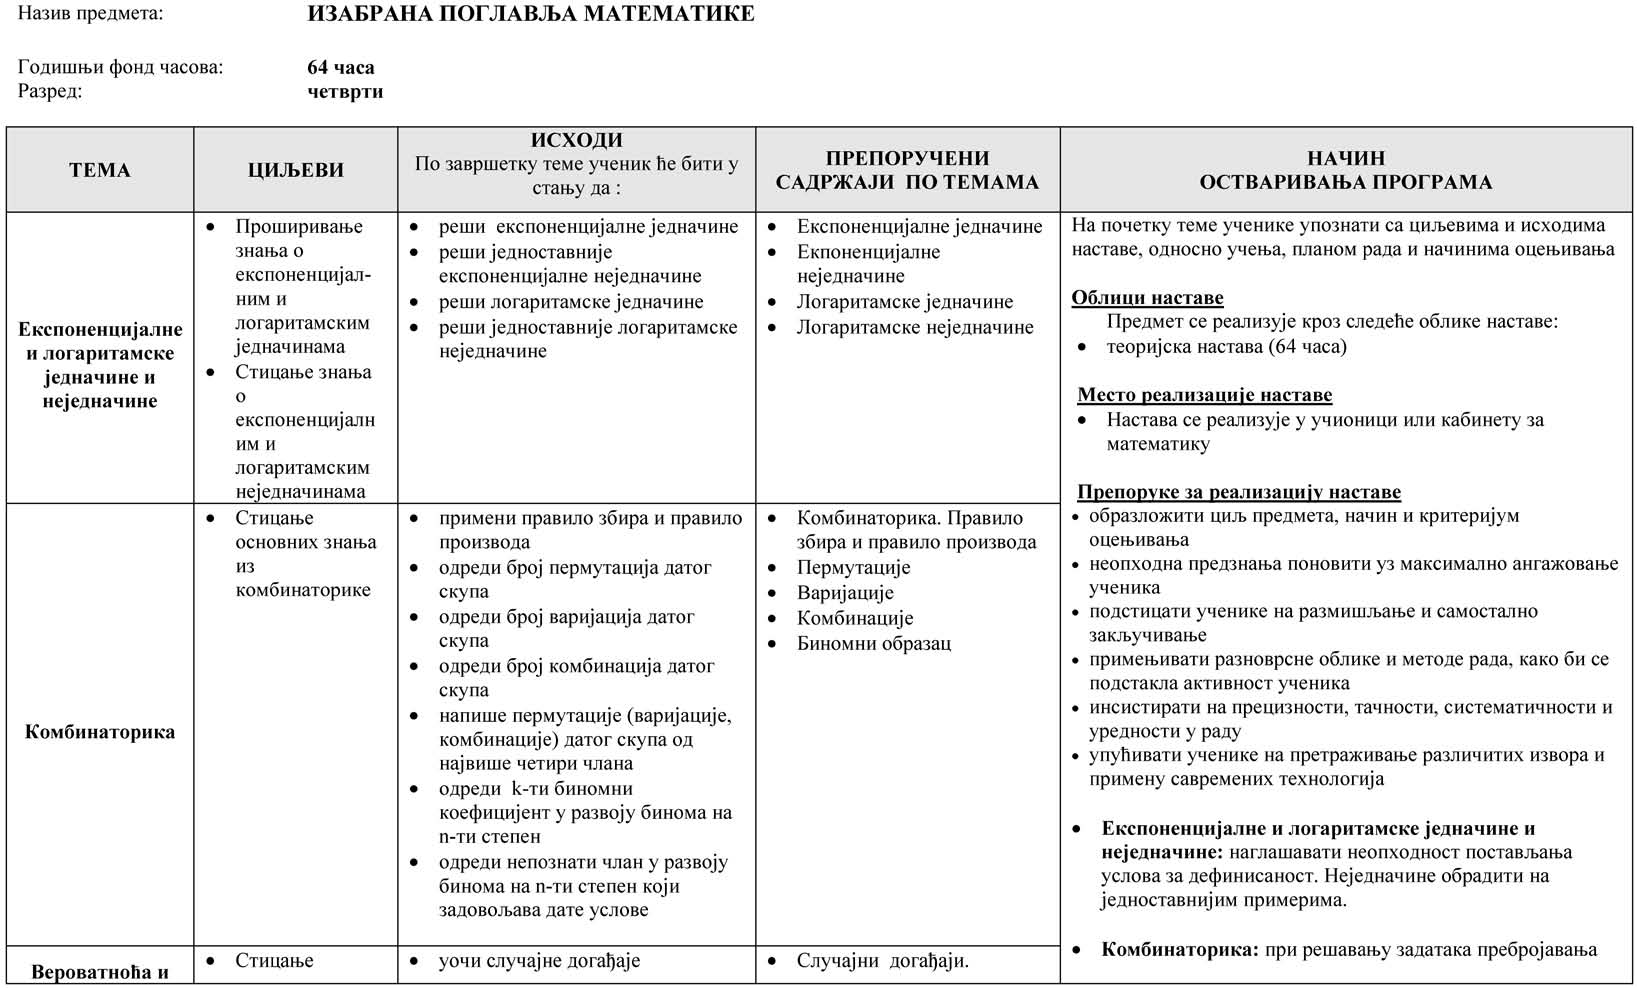 Назив предмета: ИЗАБРАНА ПОГЛАВЉА МАТЕМАТИКЕ
Годишњи фонд часова: 64 часа
Разред: четврти
ТЕМА
ЦИЉЕВИ
ИСХОДИ
По завршетку теме ученик ће бити у
стању да :
ПРЕПОРУЧЕНИ
САДРЖАЈИ ПО ТЕМАМА
НАЧИН
ОСТВАРИВАЊА ПРОГРАМА
Експоненцијалне
и логаритамске
једначине и
неједначине
• Проширивање
знања о
експоненцијал-
ним и
логаритамским
једначинама
• Стицање знања
о
експоненцијалн
им и
логаритамским
неједначинама
• реши експоненцијалне једначине
• реши једноставније
експоненцијалне неједначине
• реши логаритамске једначине
• реши једноставније логаритамске
неједначине
• Експоненцијалне једначине
• Екпоненцијалне
неједначине
• Логаритамске једначине
• Логаритамске неједначине
Комбинаторика
• Стицање
основних знања
из
комбинаторике
• примени правило збира и правило
производа
• одреди број пермутација датог
скупа
• одреди број варијација датог
скупа
• одреди број комбинација датог
скупа
• напише пермутације (варијације,
комбинације) датог скупа од
највише четири члана
• одреди k-ти биномни
коефицијент у развоју бинома на
n-ти степен
• одреди непознати члан у развоју
бинома на n-ти степен који
задовољава дате услове
• Комбинаторика. Правило
збира и правило производа
• Пермутације
• Варијације
• Комбинације
• Биномни образац
Вероватноћа и
• Стицање
• уочи случајне догађаје
• Случајни догађаји.
На почетку теме ученике упознати са циљевима и исходима
наставе, односно учења, планом рада и начинима оцењивања
Облици наставе
Предмет се реализује кроз следеће облике наставе:
• теоријска настава (64 часа)
Место реализације наставе
• Настава се реализује у учионици или кабинету за
математику
Препоруке за реализацију наставе
• образложити циљ предмета, начин и критеријум
оцењивања
• неопходна предзнања поновити уз максимално ангажовање
ученика
• подстицати ученике на размишљање и самостално
закључивање
• примењивати разноврсне облике и методе рада, како би се
подстакла активност ученика
• инсистирати на прецизности, тачности, систематичности и
уредности у раду
• упућивати ученике на претраживање различитих извора и
примену савремених технологија
• Експоненцијалне и логаритамске једначине и
неједначине: наглашавати неопходност постављања
услова за дефинисаност. Неједначине обрадити на
једноставнијим примерима.
• Комбинаторика: при решавању задатака пребројавања